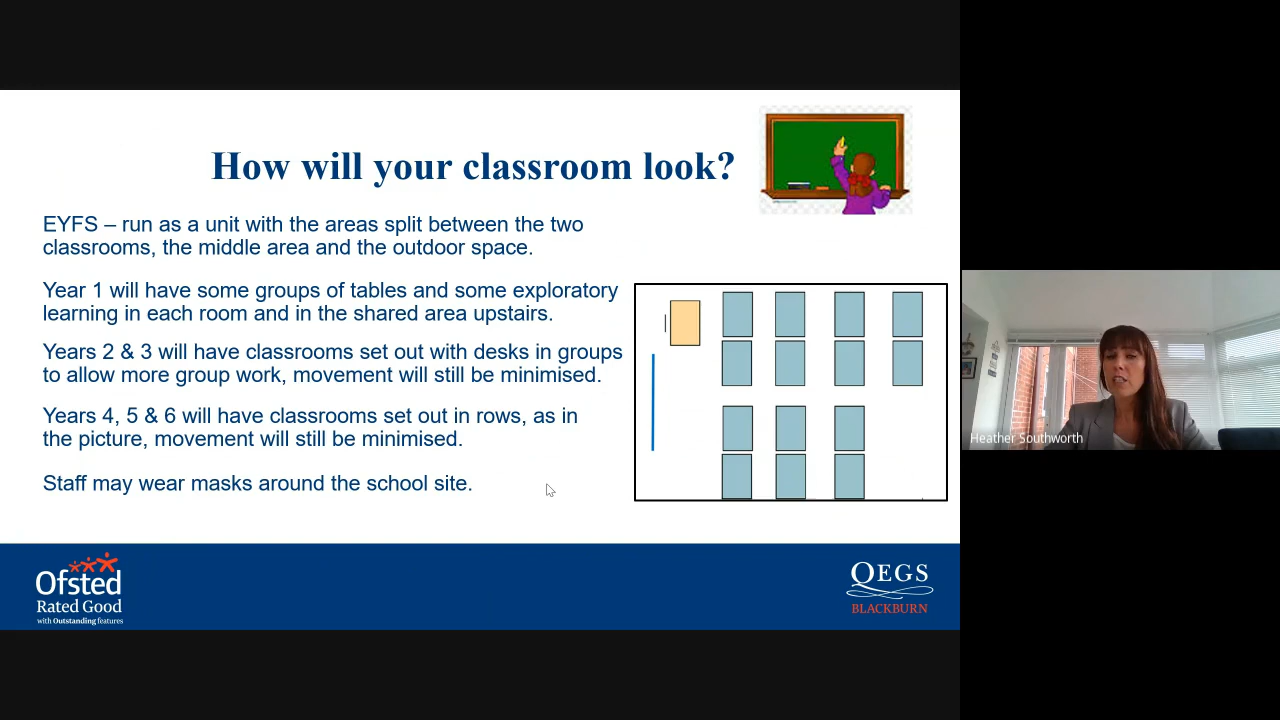 How will your classroom look?
EYFS – run as a unit with the areas split between the two
classrooms, the middle area and the outdoor space.
Year 1 will have some groups of tables and some exploratory
learning in each room and in the shared area upstairs.
Years 2 & 3 will have classrooms set out with desks in groups
to allow more group work, movement will still be minimised.
Years 4, 5 & 6 will have classrooms set out in rows, as in
the picture, movement will still be minimised.
Staff may wear masks around the school site.
Heather Southworth
Ofsted
Rated Good
with Outstanding features
QEGS
BLACKBURN